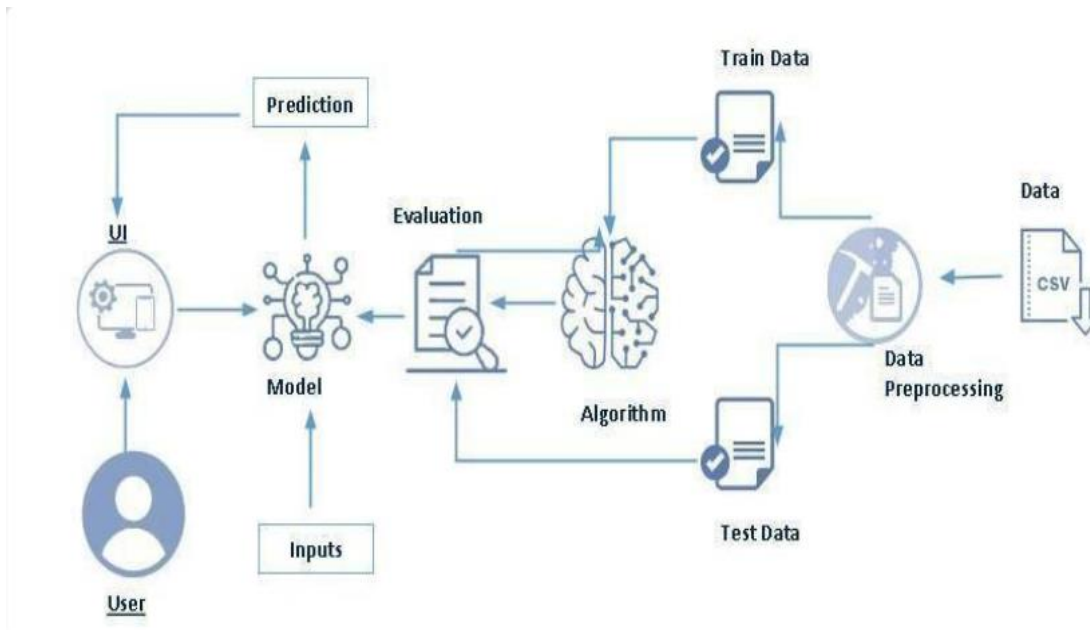 Train Data
Prediction
Data
Evaluation
UI
CSV
Data
Preprocessing
Model
Algorithm
Test Data
Inputs
User